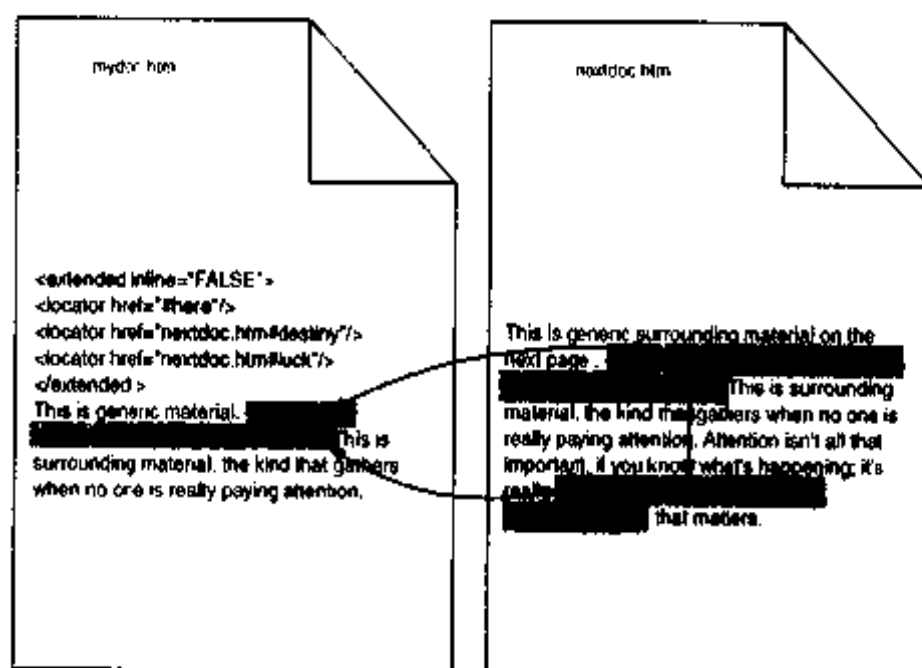 mydoc.htm
<extended inline="FALSE">
<locator href="#here"/>
<locator href="nextdoc.htm#destiny"/>
<locator href="nextdoc.htm#luck"/>
</extended >
This is generic material.
This is
surrounding material, the kind that gathers
when no one is really paying attention.
nextdoc.htm
This is generic surrounding material on the
next page .
This is surrounding
material, the kind that gathers when no one is
really paying attention. Attention isn't all that
important, if you know what's happening; it's
really
that matters.